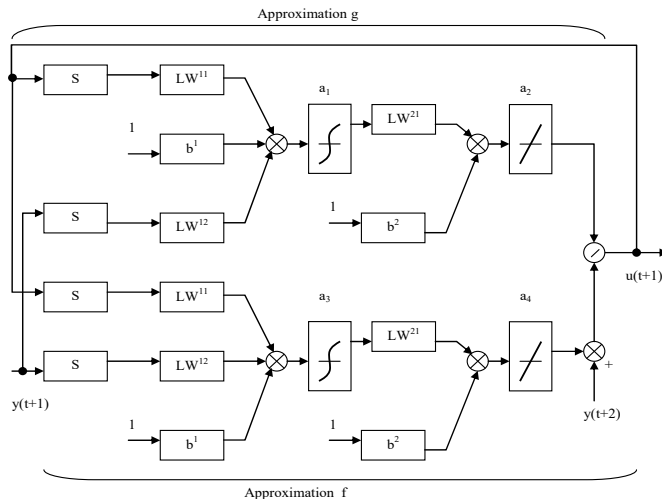 Approximation g
S
LW¹¹
a₁
LW²¹
a₂
1
b¹
1
b²
S
LW¹²
S
LW¹¹
a₃
LW²¹
a₄
u(t+1)
S
LW¹²
+
y(t+1)
y(t+2)
1
b¹
1
b²
Approximation f